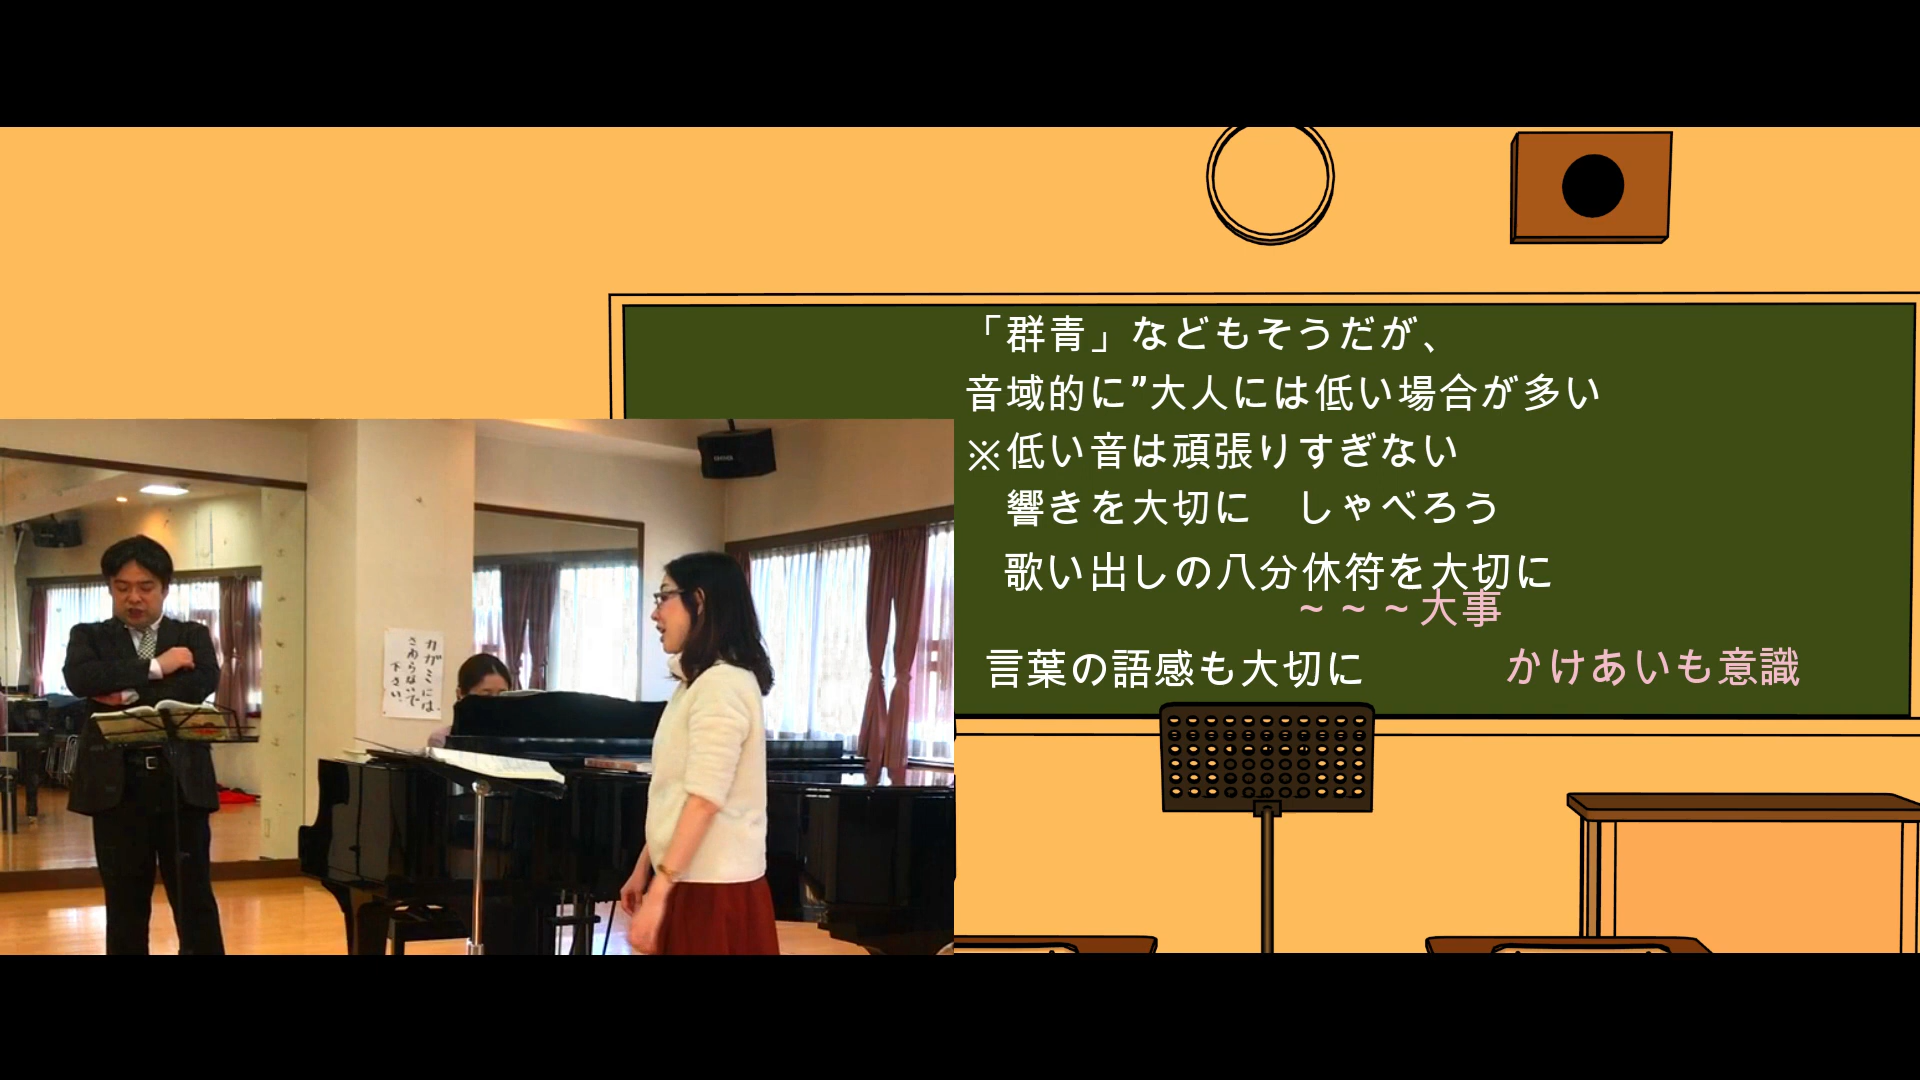 「群青」などもそうだが、
音域的に”大人には低い場合が多い
※低い音は頑張りすぎない
響きを大切に　しゃべろう
歌い出しの八分休符を大切に
～～～大事
言葉の語感も大切に
かけあいも意識
カガミには、
さわらないで
下さい。